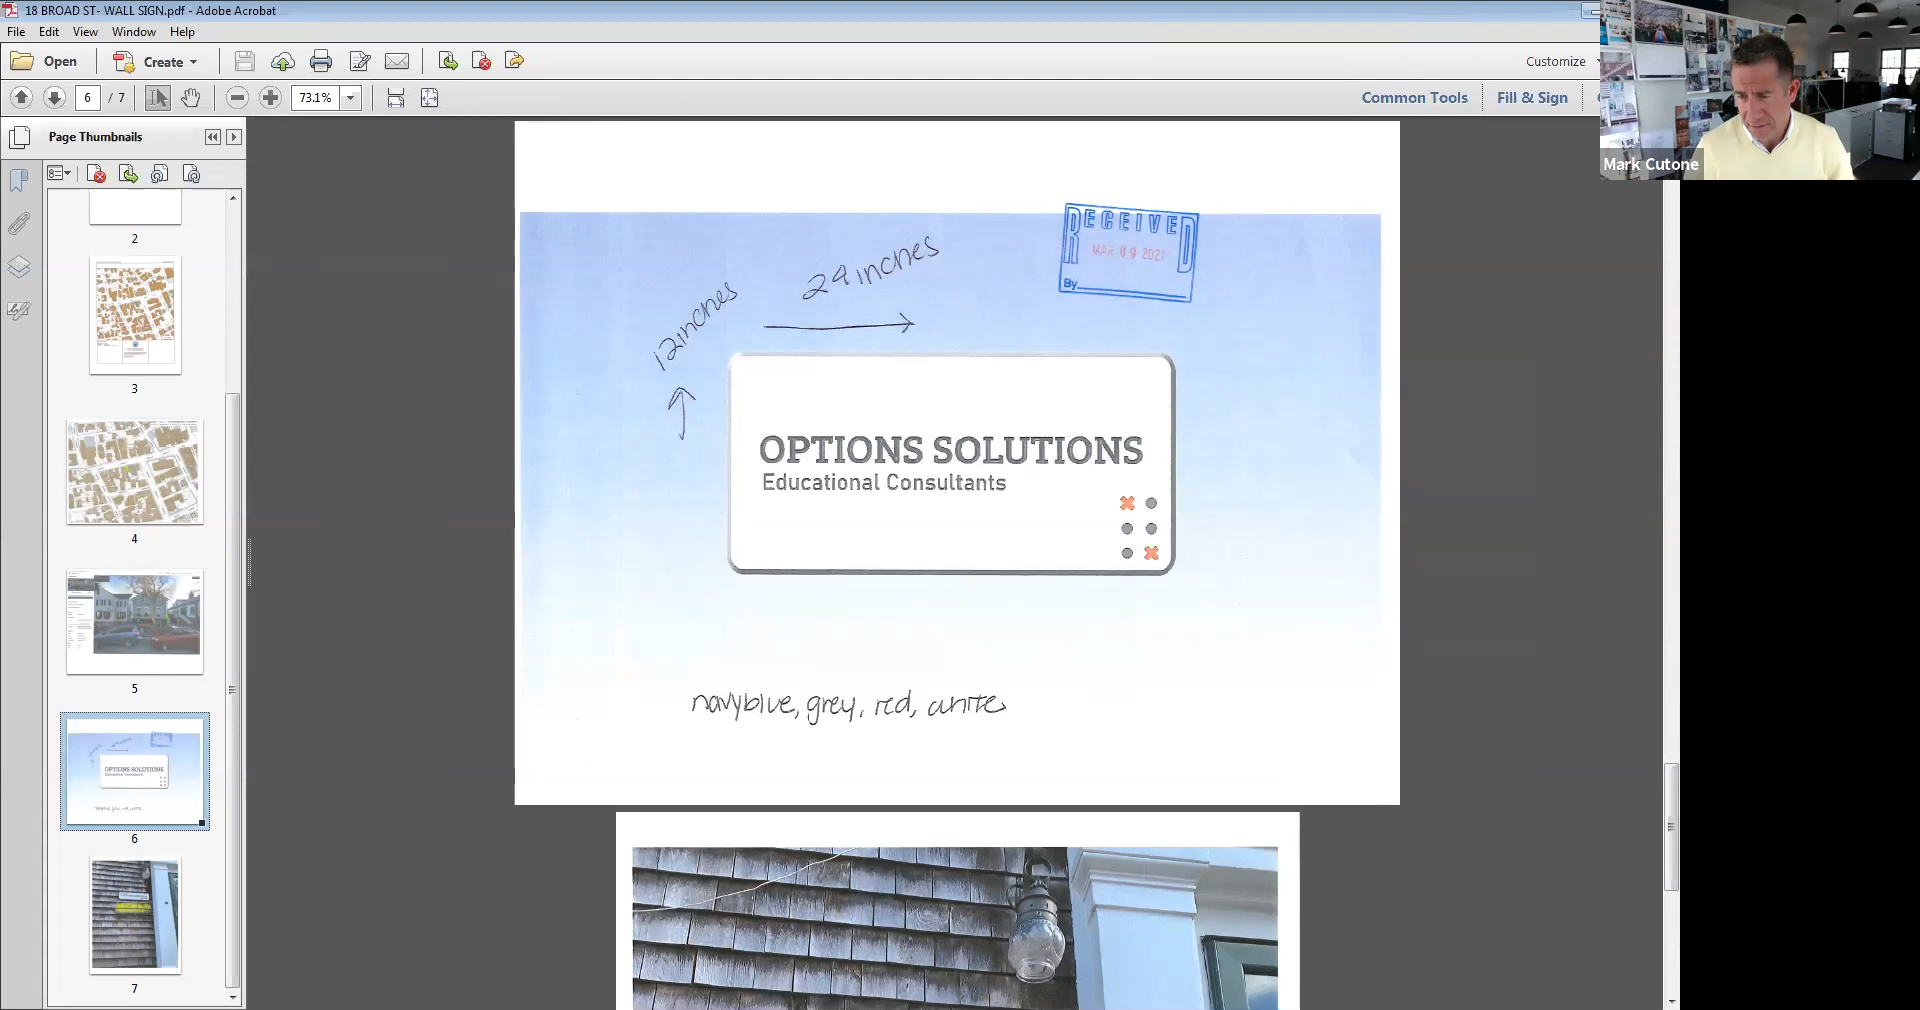 18 BROAD ST- WALL SIGN.pdf - Adobe Acrobat
File Edit View Window Help
Open Create Customize
6 / 7 73.1% Common Tools Fill & Sign
Mark Cutone
Page Thumbnails
2
3
4
5
6
7
RECEIVED
MAR 09 2021
By
24 inches
12 inches
OPTIONS SOLUTIONS
Educational Consultants
navy blue, grey, red, white